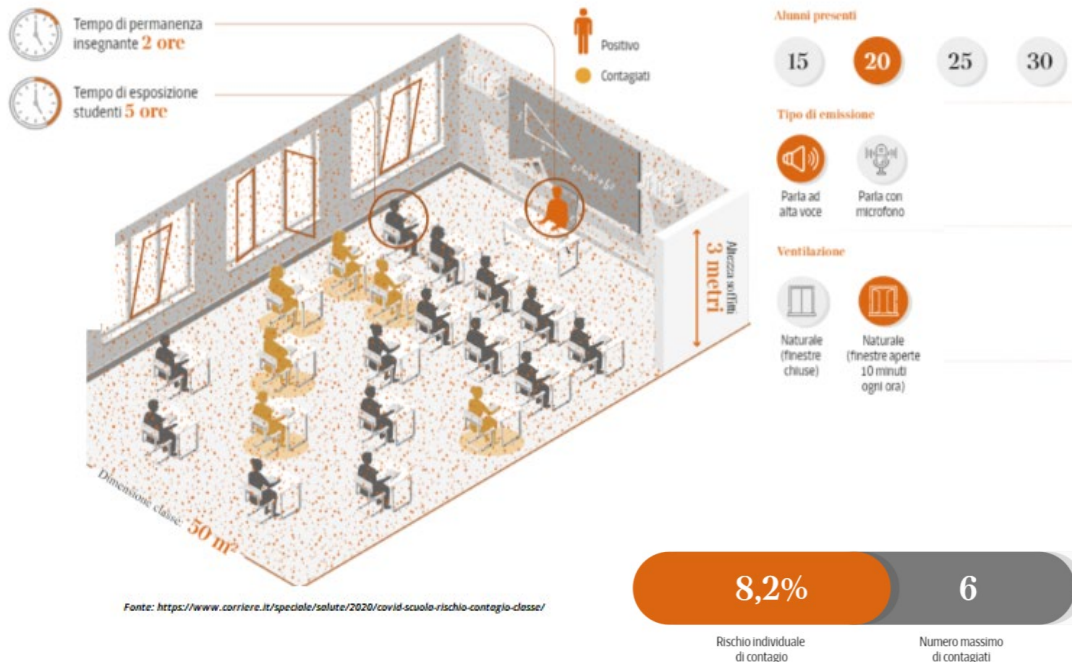 Tempo di permanenza
insegnante 2 ore
Tempo di esposizione
studenti 5 ore
Positivo
Contagiati
Altezza soffitti
3 metri
Dimensione classe: 50 m²
Fonte: https://www.corriere.it/speciale/salute/2020/covid-scuola-rischio-contagio-classe/
Alunni presenti
15
20
25
30
Tipo di emissione
Parla ad
alta voce
Parla con
microfono
Ventilazione
Naturale
(finestre
chiuse)
Naturale
(finestre aperte
10 minuti
ogni ora)
8,2%
6
Rischio individuale
di contagio
Numero massimo
di contagiati